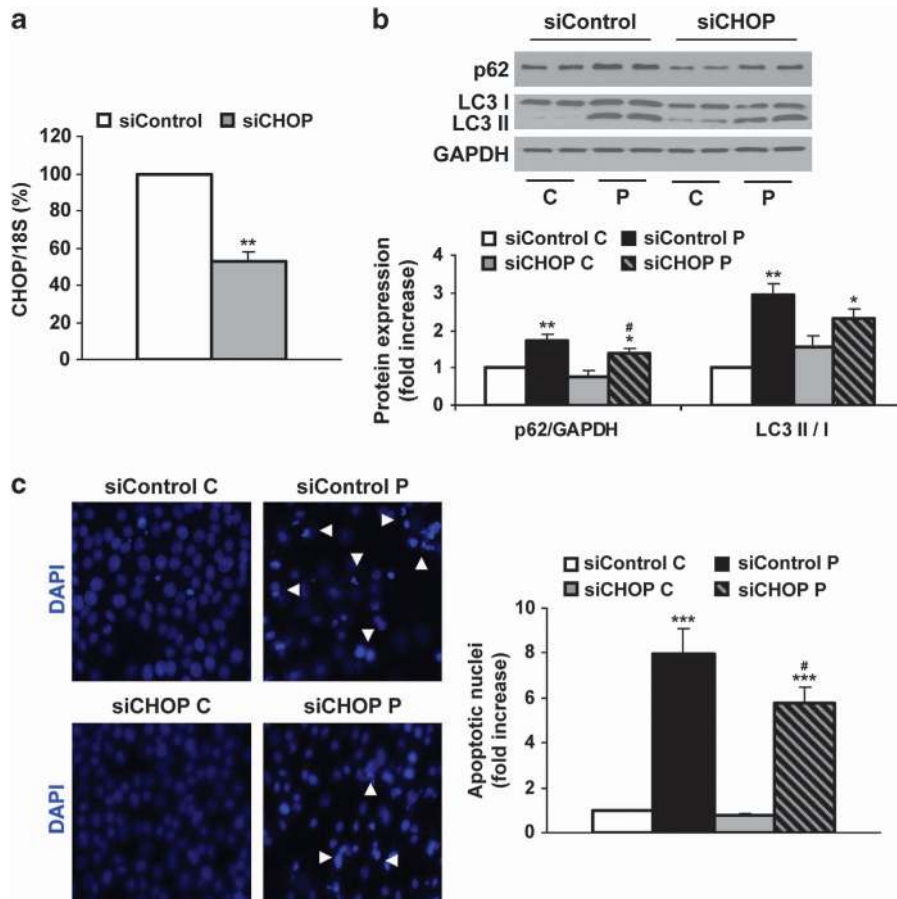 a
siControl siCHOP
CHOP/18S (%)
120
100
80
60
40
20
0
**
b
siControl siCHOP
p62
LC3 I
LC3 II
GAPDH
C P C P
siControl C siControl P
siCHOP C siCHOP P
Protein expression
(fold increase)
4
3
2
1
0
**
#
*
**
*
p62/GAPDH LC3 II / I
c
siControl C siControl P
DAPI
siCHOP C siCHOP P
DAPI
siControl C siControl P
siCHOP C siCHOP P
Apoptotic nuclei
(fold increase)
10
8
6
4
2
0
***
#
***